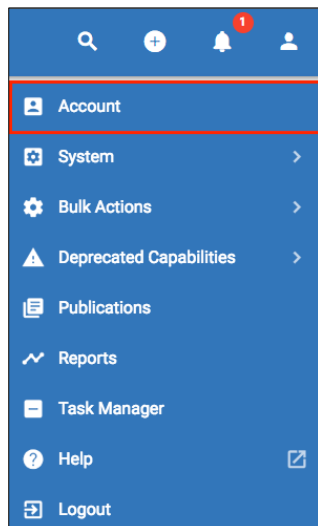 1
Account
System
Bulk Actions
Deprecated Capabilities
Publications
Reports
Task Manager
Help
Logout